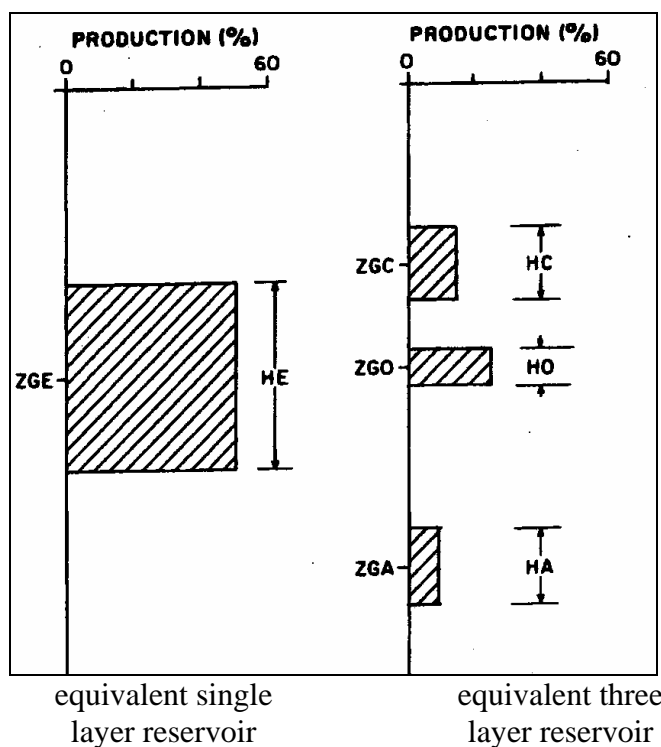 PRODUCTION (%)
0 60
ZGE
HE
equivalent single
layer reservoir
PRODUCTION (%)
0 60
ZGC
HC
ZGO
HO
ZGA
HA
equivalent three
layer reservoir